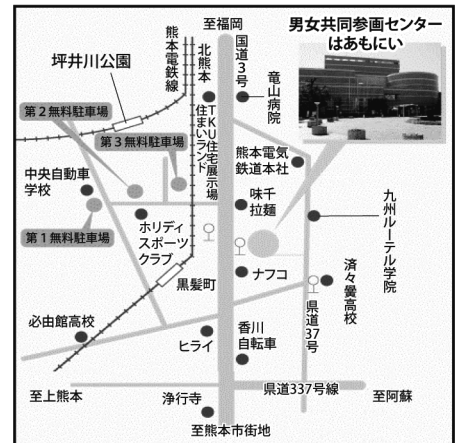 至福岡
男女共同参画センター
はあもにい
熊本電鉄線
北熊本
国道3号
坪井川公園
竜山病院
第2無料駐車場
第3無料駐車場
TKU住宅展示場
住まいランド
熊本電気
鉄道本社
中央自動車
学校
味千
拉麺
九州ルーテル学院
第1無料駐車場
ホリディ
スポーツ
クラブ
黒髪町
ナフコ
済々黌高校
県道37号
必由館高校
ヒライ
香川
自転車
至上熊本
県道337号線
至阿蘇
浄行寺
至熊本市街地